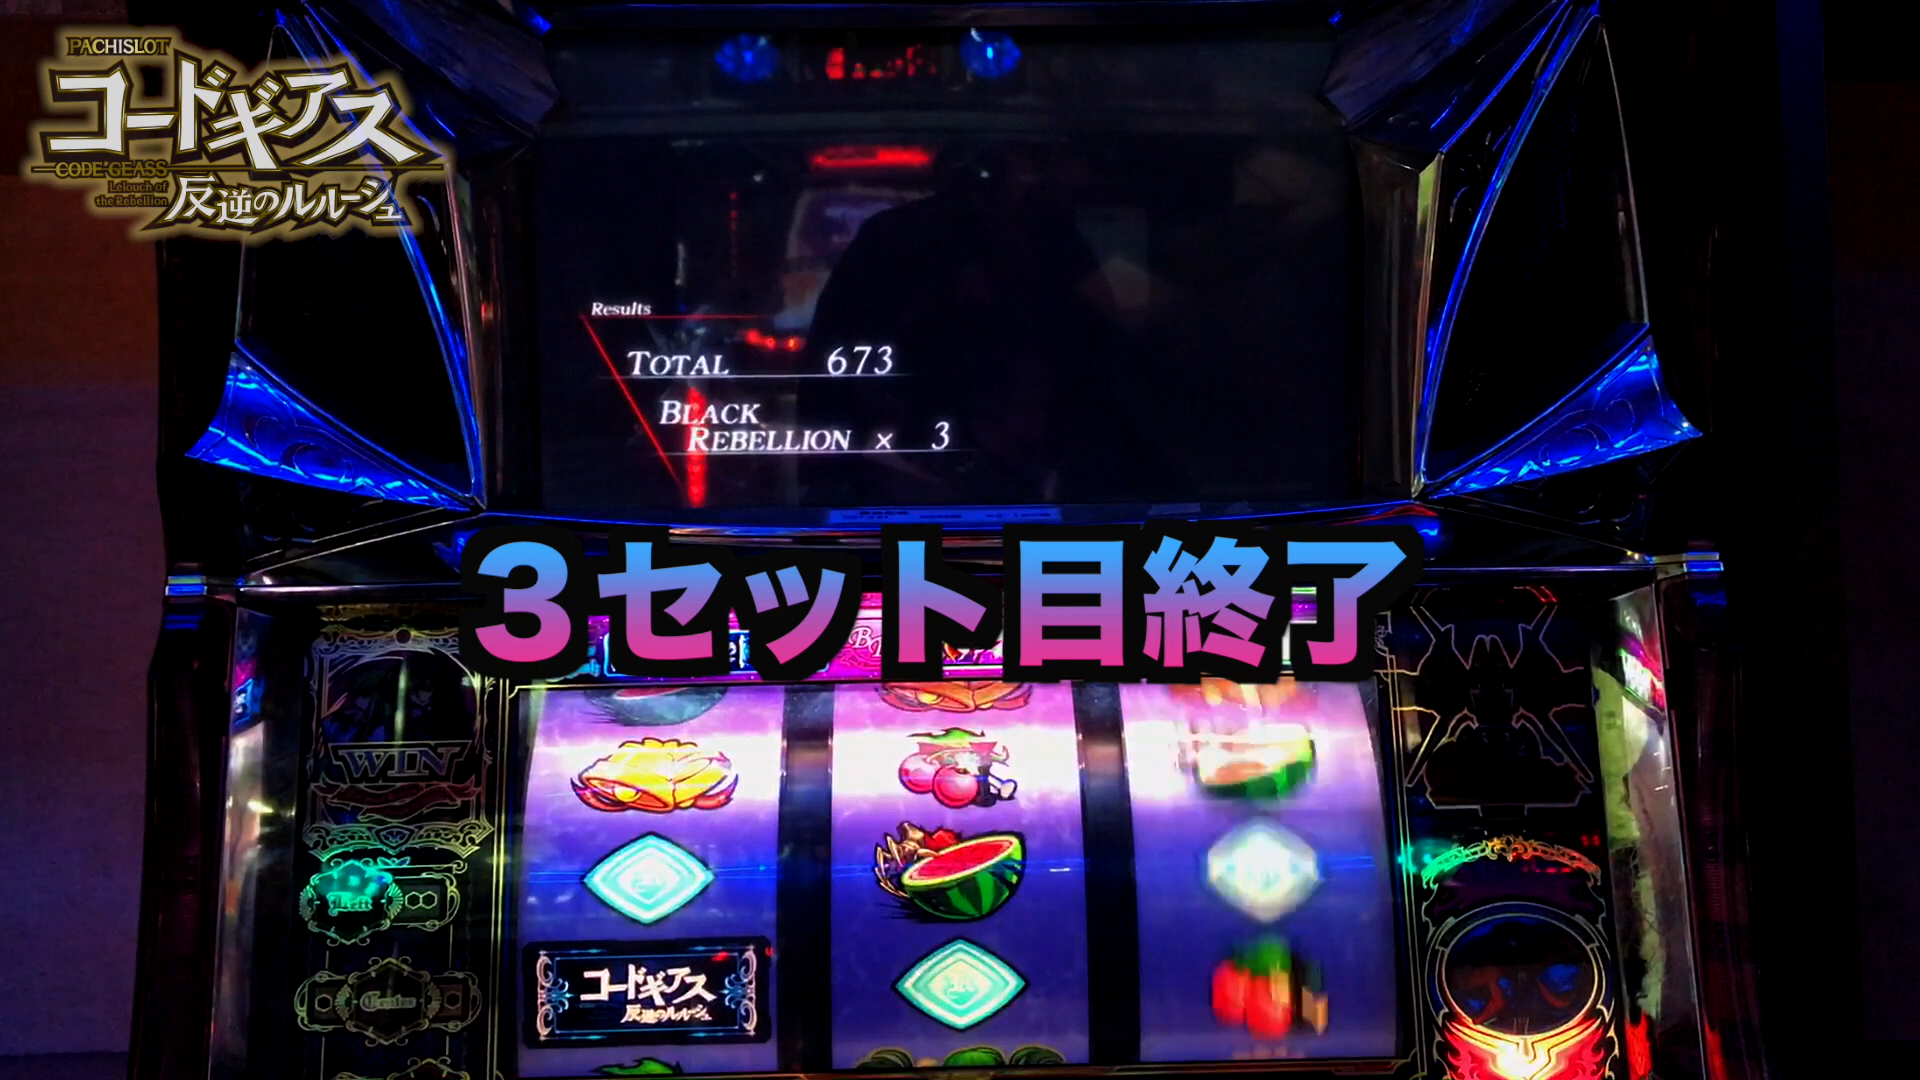 PACHISLOT
コードギアス
CODE GEASS
Lelouch of
the Rebellion
反逆のルルーシュ
Results
TOTAL 673
BLACK
REBELLION × 3
3セット目終了
WIN
Left
Center
コードギアス
反逆のルルーシュ